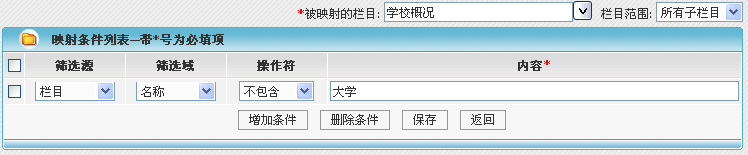 *被映射的栏目: 学校概况 栏目范围: 所有子栏目
映射条件列表--带*号为必填项
筛选源 筛选域 操作符 内容*
栏目 名称 不包含 大学
增加条件 删除条件 保存 返回